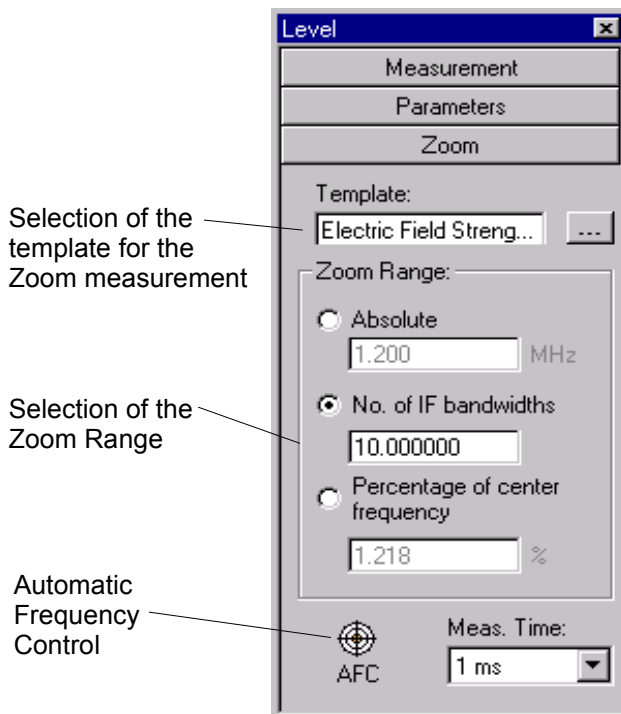 Level
Measurement
Parameters
Zoom
Selection of the
template for the
Zoom measurement
Template:
Electric Field Streng...
...
Zoom Range:
Absolute
1.200 MHz
Selection of the
Zoom Range
No. of IF bandwidths
10.000000
Percentage of center
frequency
1.218 %
Automatic
Frequency
Control
AFC
Meas. Time:
1 ms